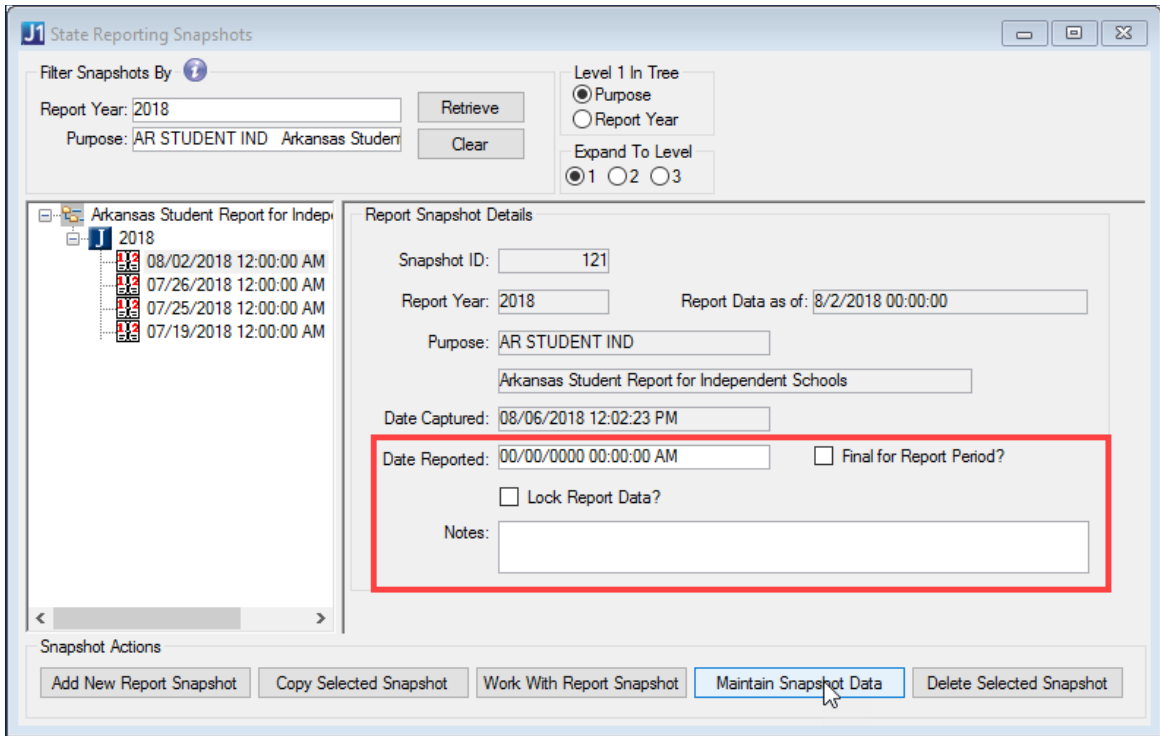 J1 State Reporting Snapshots
Filter Snapshots By i
Report Year: 2018
Retrieve
Purpose: AR STUDENT IND Arkansas Student
Clear
Level 1 In Tree
Purpose
Report Year
Expand To Level
1 2 3
Arkansas Student Report for Indepe
J 2018
08/02/2018 12:00:00 AM
07/26/2018 12:00:00 AM
07/25/2018 12:00:00 AM
07/19/2018 12:00:00 AM
Report Snapshot Details
Snapshot ID: 121
Report Year: 2018 Report Data as of: 8/2/2018 00:00:00
Purpose: AR STUDENT IND
Arkansas Student Report for Independent Schools
Date Captured: 08/06/2018 12:02:23 PM
Date Reported: 00/00/0000 00:00:00 AM Final for Report Period?
Lock Report Data?
Notes:
Snapshot Actions
Add New Report Snapshot Copy Selected Snapshot Work With Report Snapshot Maintain Snapshot Data Delete Selected Snapshot